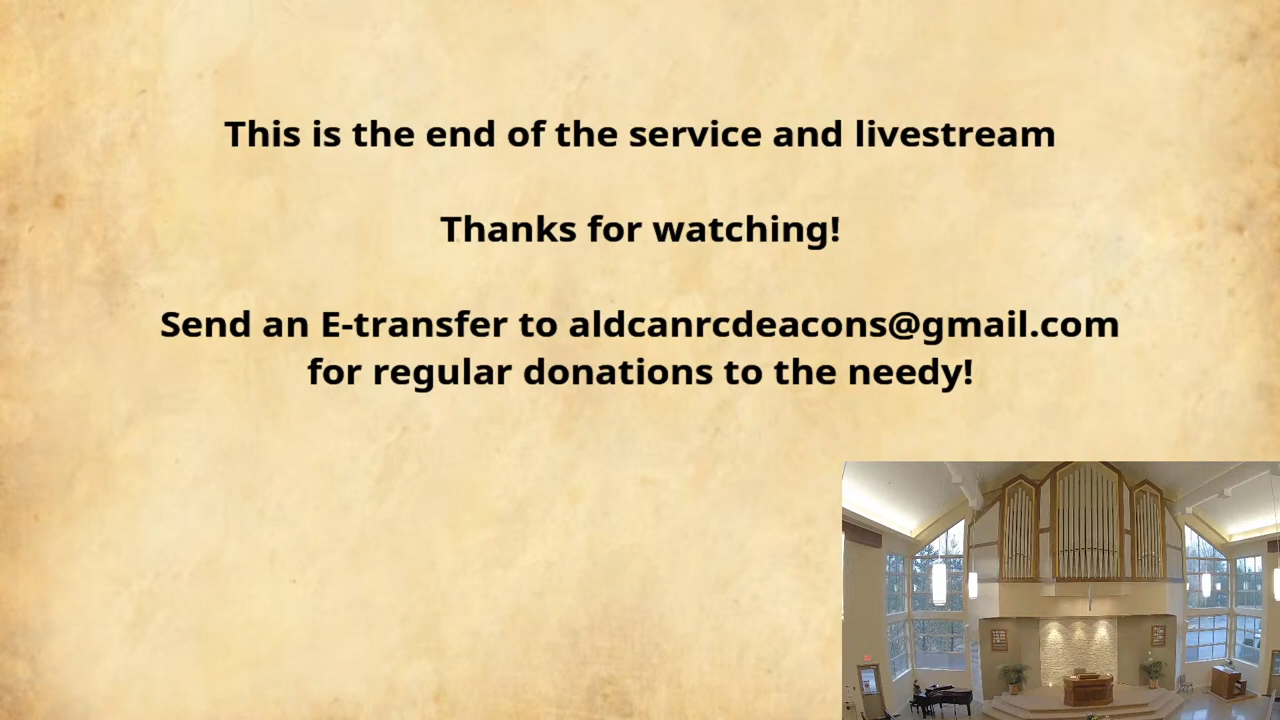 This is the end of the service and livestream
Thanks for watching!
Send an E-transfer to aldcanrcdeacons@gmail.com
for regular donations to the needy!